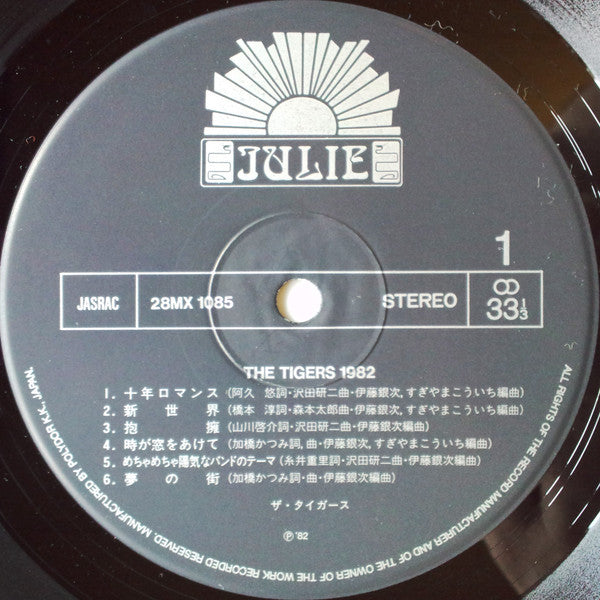 JULIE
1
JASRAC
28MX 1085
STEREO
33 1/3
THE TIGERS 1982
1. 十年ロマンス (阿久 悠詞・沢田研二曲・伊藤銀次, すぎやまこういち編曲)
2. 新世界 (橋本 淳詞・森本太郎曲・伊藤銀次, すぎやまこういち編曲)
3. 抱擁 (山川啓介詞・沢田研二曲・伊藤銀次編曲)
4. 時が窓をあけて (加橋かつみ詞, 曲・伊藤銀次, すぎやまこういち編曲)
5. めちゃめちゃ陽気なバンドのテーマ (糸井重里詞・沢田研二曲・伊藤銀次編曲)
6. 夢の街 (加橋かつみ詞・曲・伊藤銀次編曲)
ザ・タイガース
Ⓟ '82
ALL RIGHTS OF THE RECORD MANUFACTURER AND OF THE OWNER OF THE WORK RECORDED RESERVED. MANUFACTURED BY POLYDOR K.K., JAPAN.